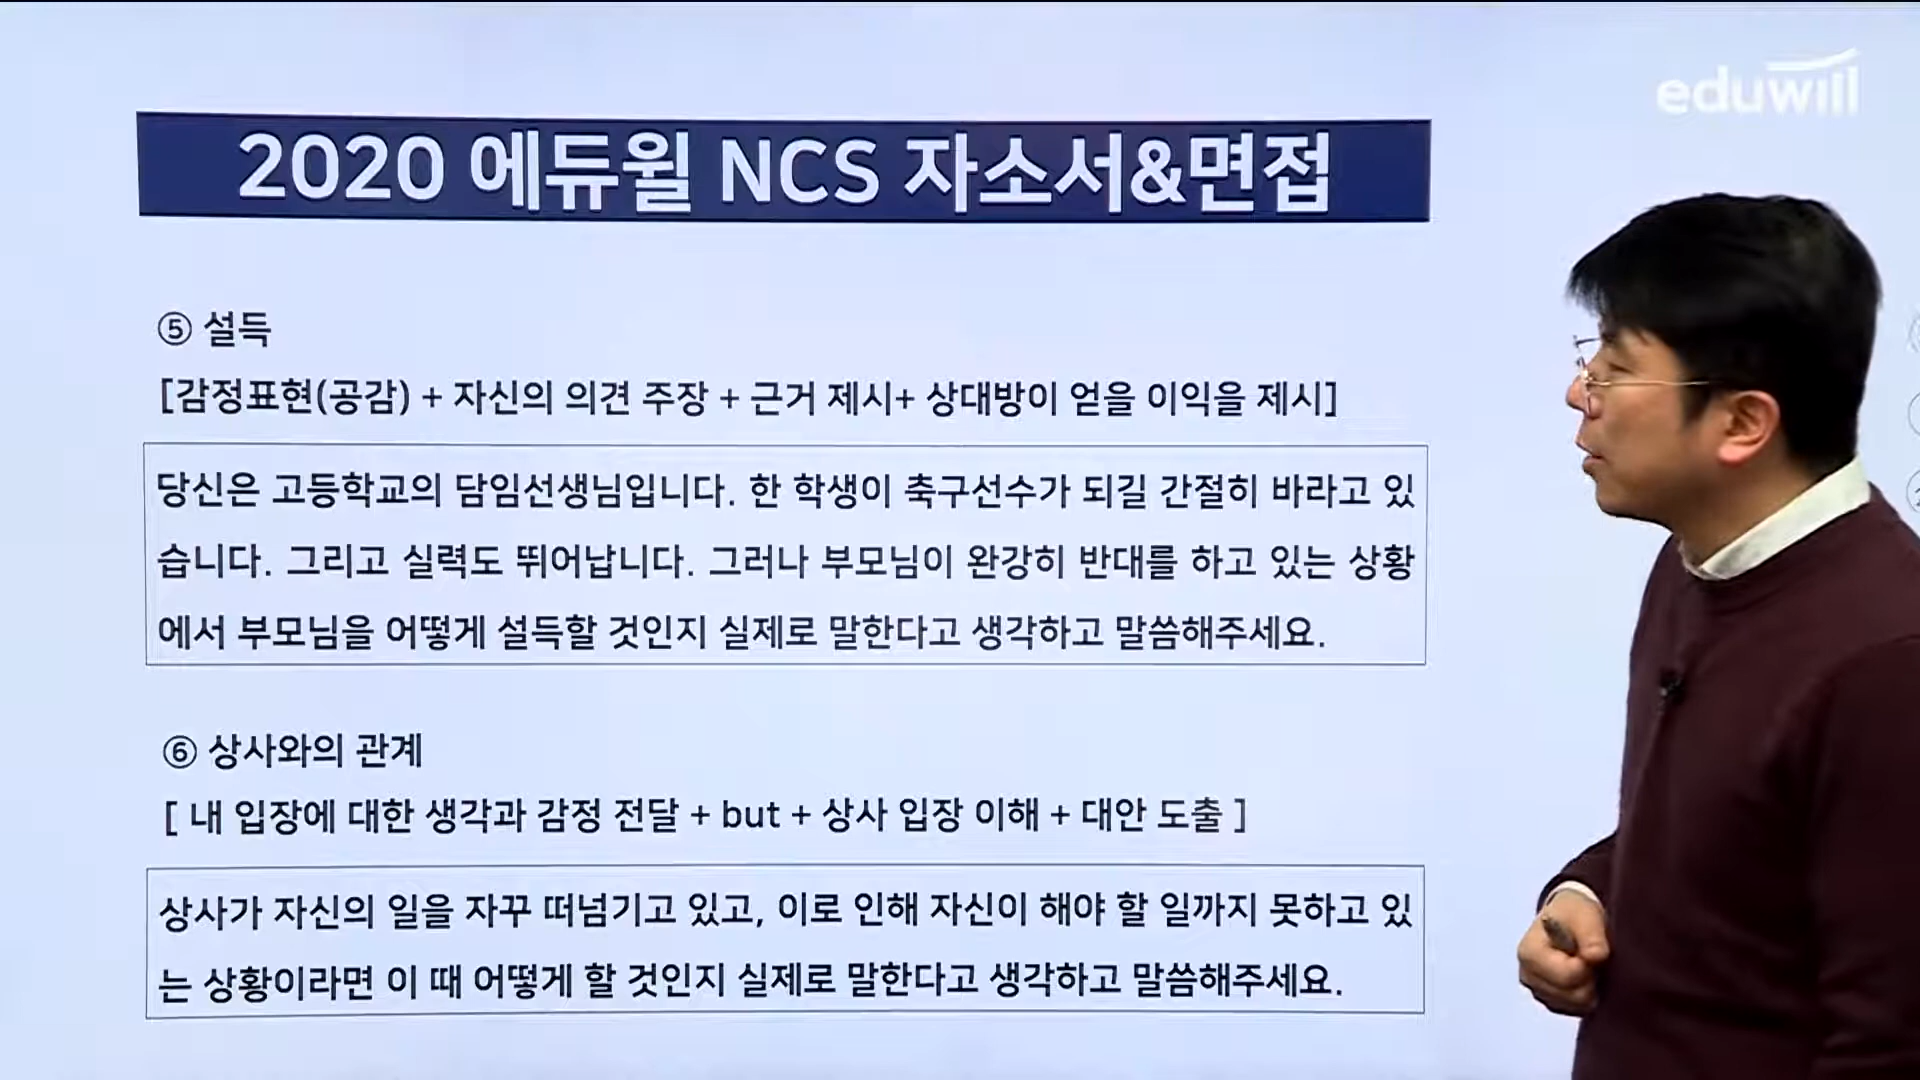 eduwill
2020 에듀윌 NCS 자소서&면접
⑤ 설득
[감정표현(공감) + 자신의 의견 주장 + 근거 제시+ 상대방이 얻을 이익을 제시]
당신은 고등학교의 담임선생님입니다. 한 학생이 축구선수가 되길 간절히 바라고 있
습니다. 그리고 실력도 뛰어납니다. 그러나 부모님이 완강히 반대를 하고 있는 상황
에서 부모님을 어떻게 설득할 것인지 실제로 말한다고 생각하고 말씀해주세요.
⑥ 상사와의 관계
[ 내 입장에 대한 생각과 감정 전달 + but + 상사 입장 이해 + 대안 도출 ]
상사가 자신의 일을 자꾸 떠넘기고 있고, 이로 인해 자신이 해야 할 일까지 못하고 있
는 상황이라면 이 때 어떻게 할 것인지 실제로 말한다고 생각하고 말씀해주세요.